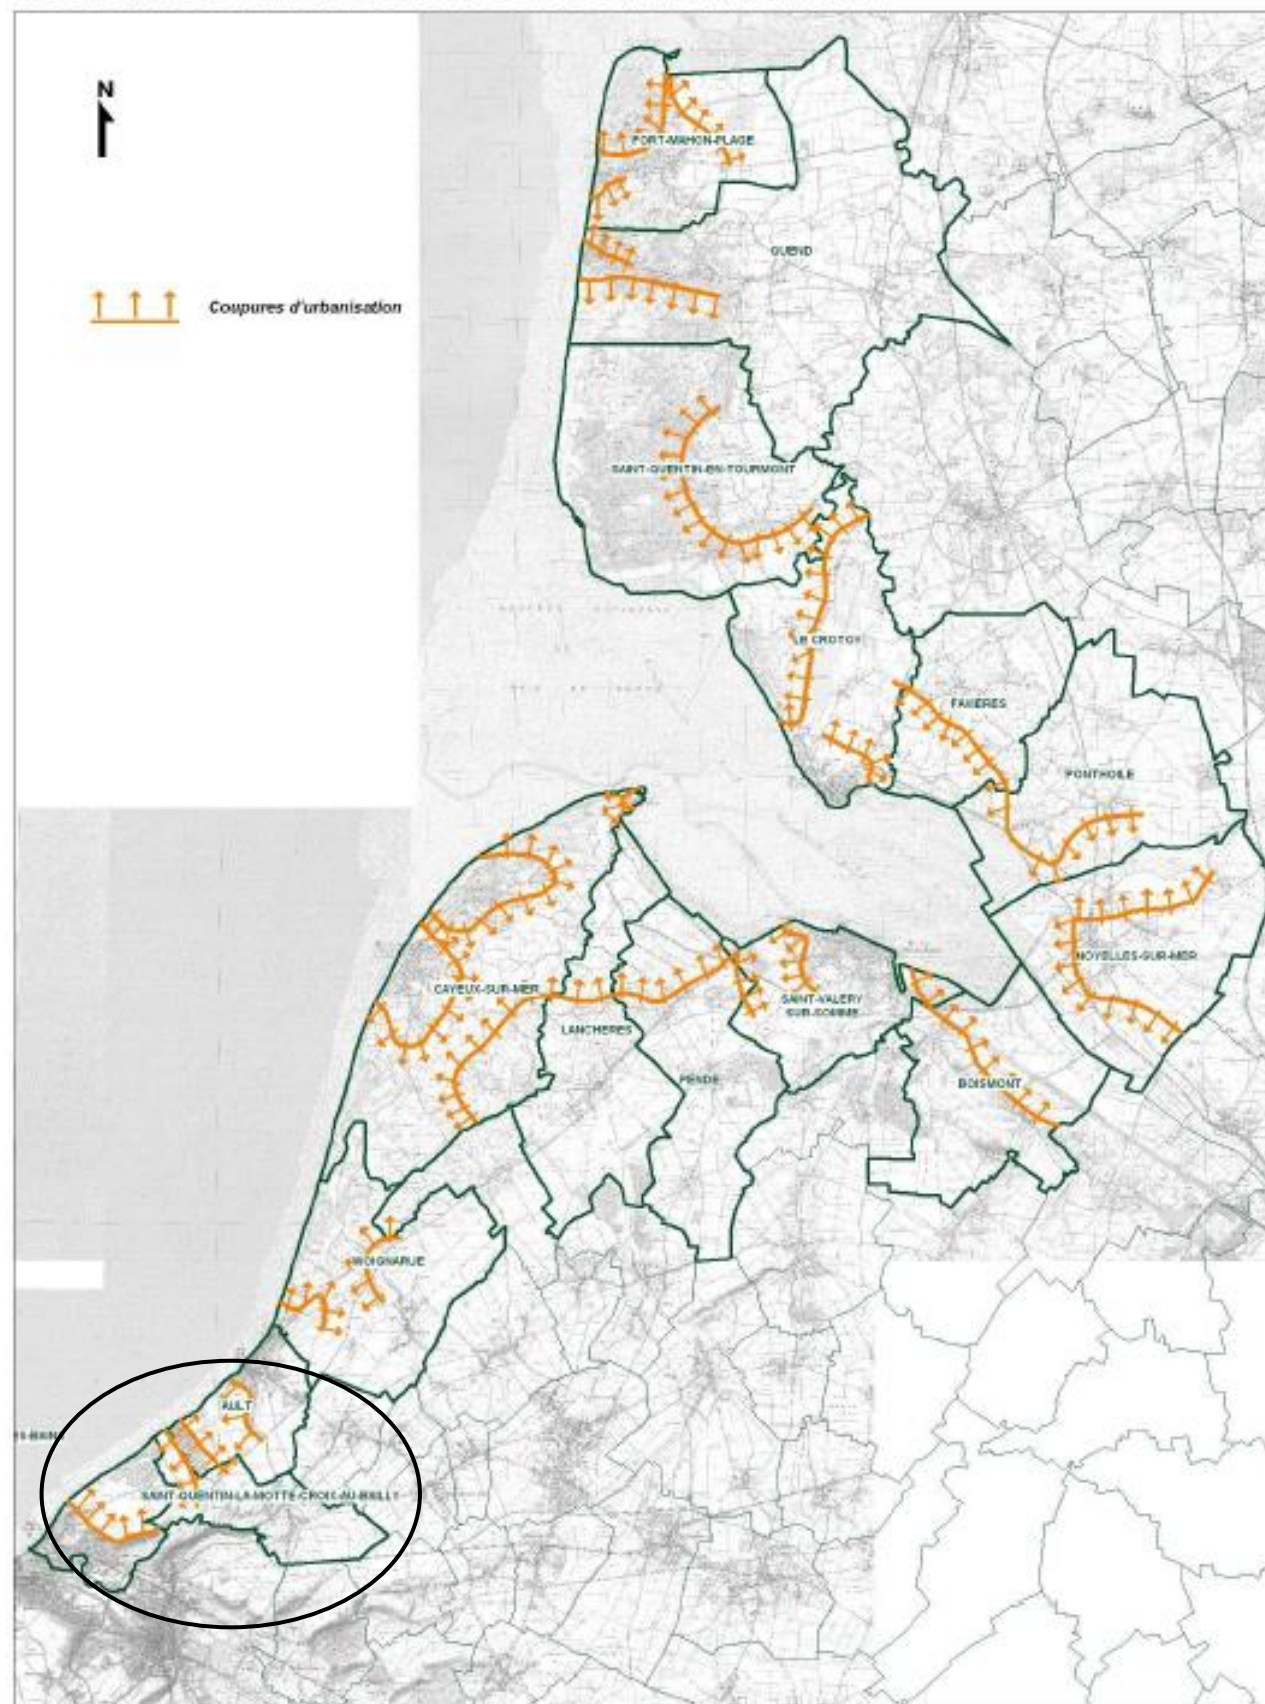 N
Coupures d'urbanisation
FORT-MAHON-PLAGE
QUEND
SAINT-QUENTIN-EN-TOURMONT
LE CROTOY
FAVIÈRES
PONTHOILE
NOYELLES-SUR-MER
CAYEUX-SUR-MER
SAINT-VALERY
SUR-SOMME
LANCHERES
PENDE
BOISMONT
WOIGNARUE
AULT
SAINT-QUENTIN-LA-MOTTE-CROIX-AU-BAILLY